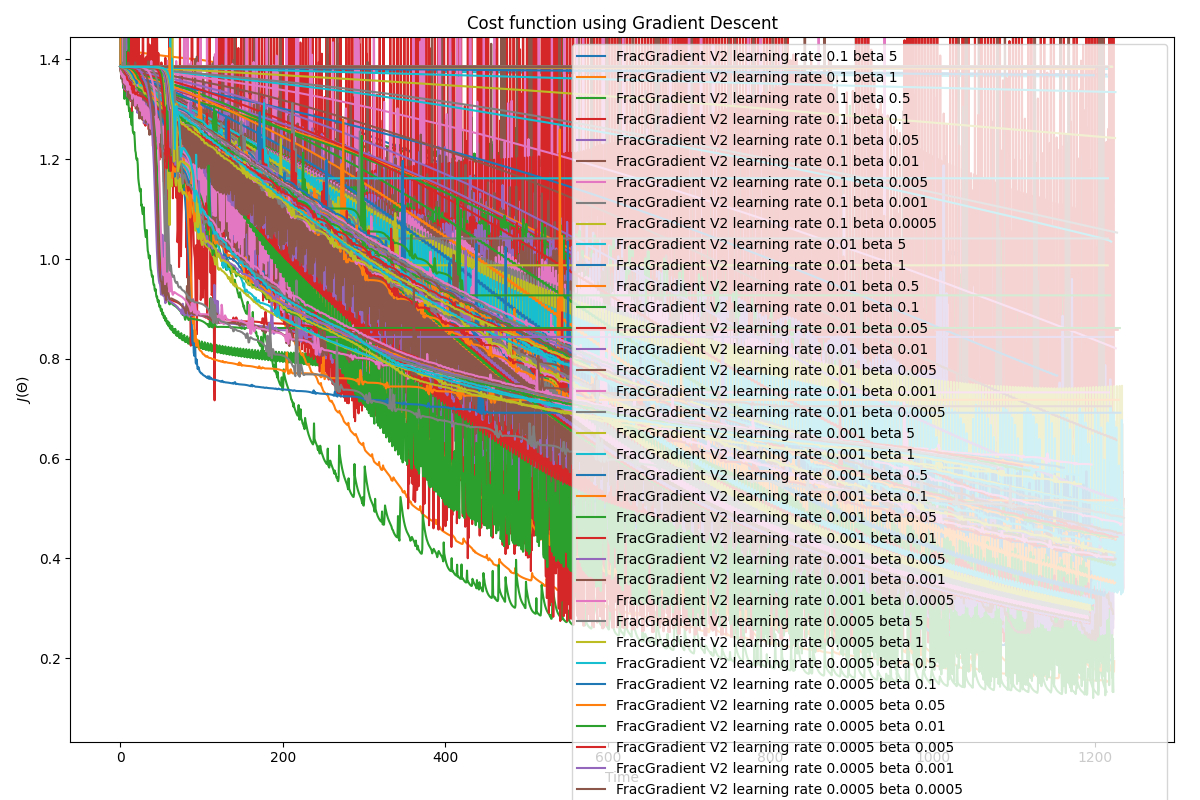 Cost function using Gradient Descent
1.4
1.2
1.0
0.8
0.6
0.4
0.2
J(Θ)
0
200
400
600
800
1000
1200
Time
FracGradient V2 learning rate 0.1 beta 5
FracGradient V2 learning rate 0.1 beta 1
FracGradient V2 learning rate 0.1 beta 0.5
FracGradient V2 learning rate 0.1 beta 0.1
FracGradient V2 learning rate 0.1 beta 0.05
FracGradient V2 learning rate 0.1 beta 0.01
FracGradient V2 learning rate 0.1 beta 0.005
FracGradient V2 learning rate 0.1 beta 0.001
FracGradient V2 learning rate 0.1 beta 0.0005
FracGradient V2 learning rate 0.01 beta 5
FracGradient V2 learning rate 0.01 beta 1
FracGradient V2 learning rate 0.01 beta 0.5
FracGradient V2 learning rate 0.01 beta 0.1
FracGradient V2 learning rate 0.01 beta 0.05
FracGradient V2 learning rate 0.01 beta 0.01
FracGradient V2 learning rate 0.01 beta 0.005
FracGradient V2 learning rate 0.01 beta 0.001
FracGradient V2 learning rate 0.01 beta 0.0005
FracGradient V2 learning rate 0.001 beta 5
FracGradient V2 learning rate 0.001 beta 1
FracGradient V2 learning rate 0.001 beta 0.5
FracGradient V2 learning rate 0.001 beta 0.1
FracGradient V2 learning rate 0.001 beta 0.05
FracGradient V2 learning rate 0.001 beta 0.01
FracGradient V2 learning rate 0.001 beta 0.005
FracGradient V2 learning rate 0.001 beta 0.001
FracGradient V2 learning rate 0.001 beta 0.0005
FracGradient V2 learning rate 0.0005 beta 5
FracGradient V2 learning rate 0.0005 beta 1
FracGradient V2 learning rate 0.0005 beta 0.5
FracGradient V2 learning rate 0.0005 beta 0.1
FracGradient V2 learning rate 0.0005 beta 0.05
FracGradient V2 learning rate 0.0005 beta 0.01
FracGradient V2 learning rate 0.0005 beta 0.005
FracGradient V2 learning rate 0.0005 beta 0.001
FracGradient V2 learning rate 0.0005 beta 0.0005